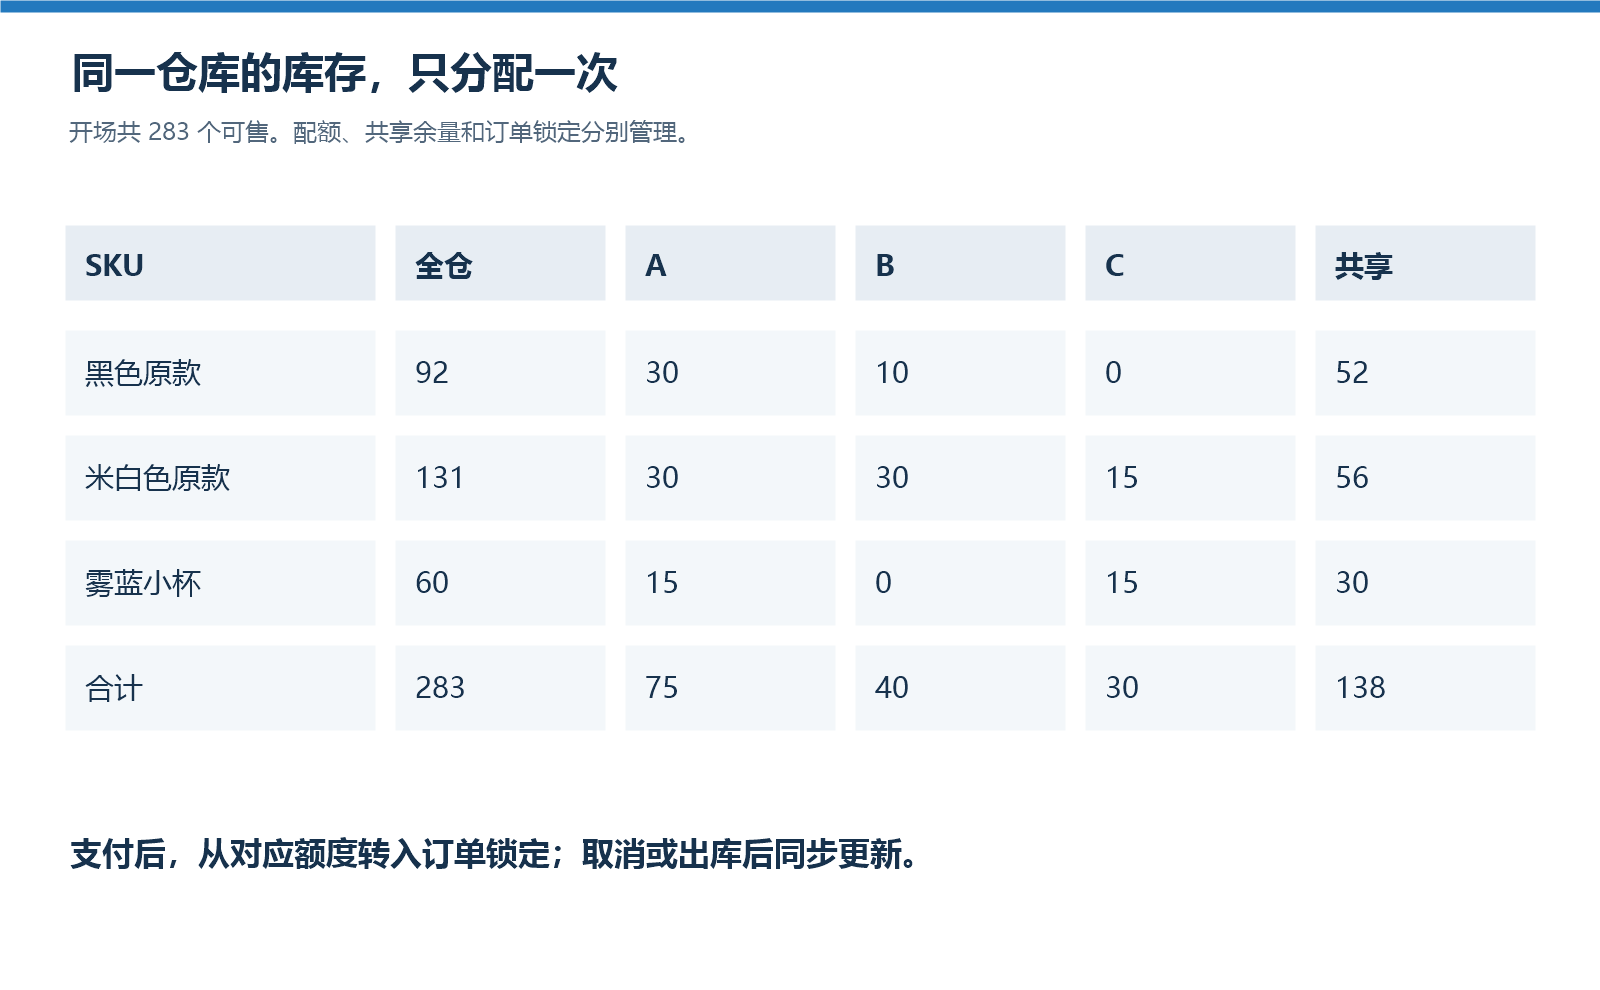 同一仓库的库存，只分配一次
开场共 283 个可售。配额、共享余量和订单锁定分别管理。
SKU 全仓 A B C 共享
黑色原款 92 30 10 0 52
米白色原款 131 30 30 15 56
雾蓝小杯 60 15 0 15 30
合计 283 75 40 30 138
支付后，从对应额度转入订单锁定；取消或出库后同步更新。